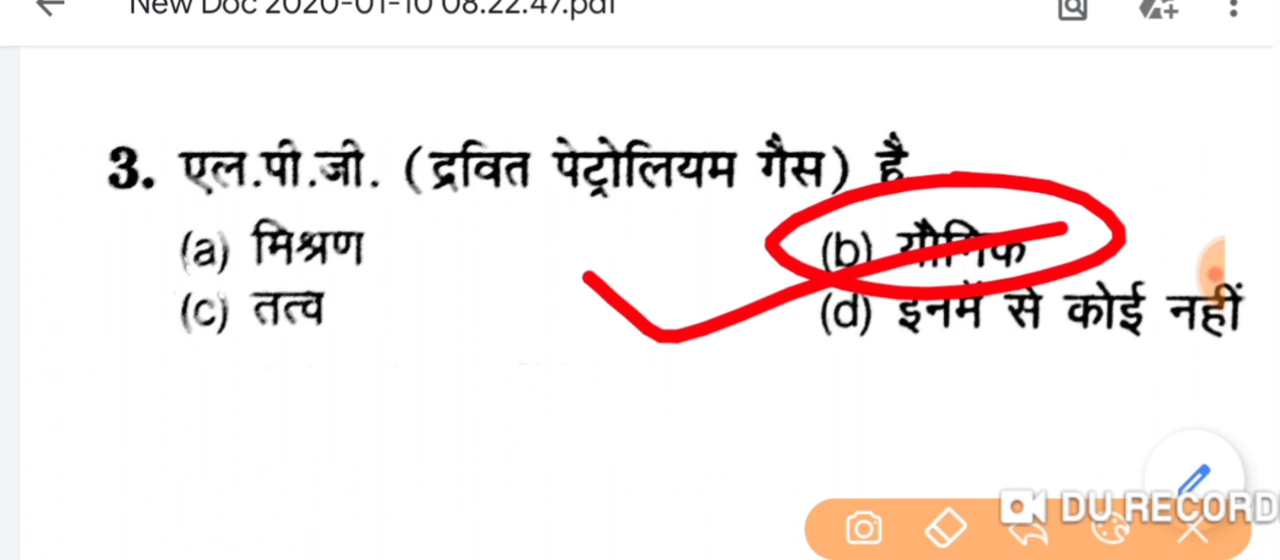 New Doc 2020-01-10 08.22.47.pdf
3. एल.पी.जी. (द्रवित पेट्रोलियम गैस) है
(a) मिश्रण
(b) यौगिक
(c) तत्व
(d) इनमें से कोई नहीं
DU RECORD